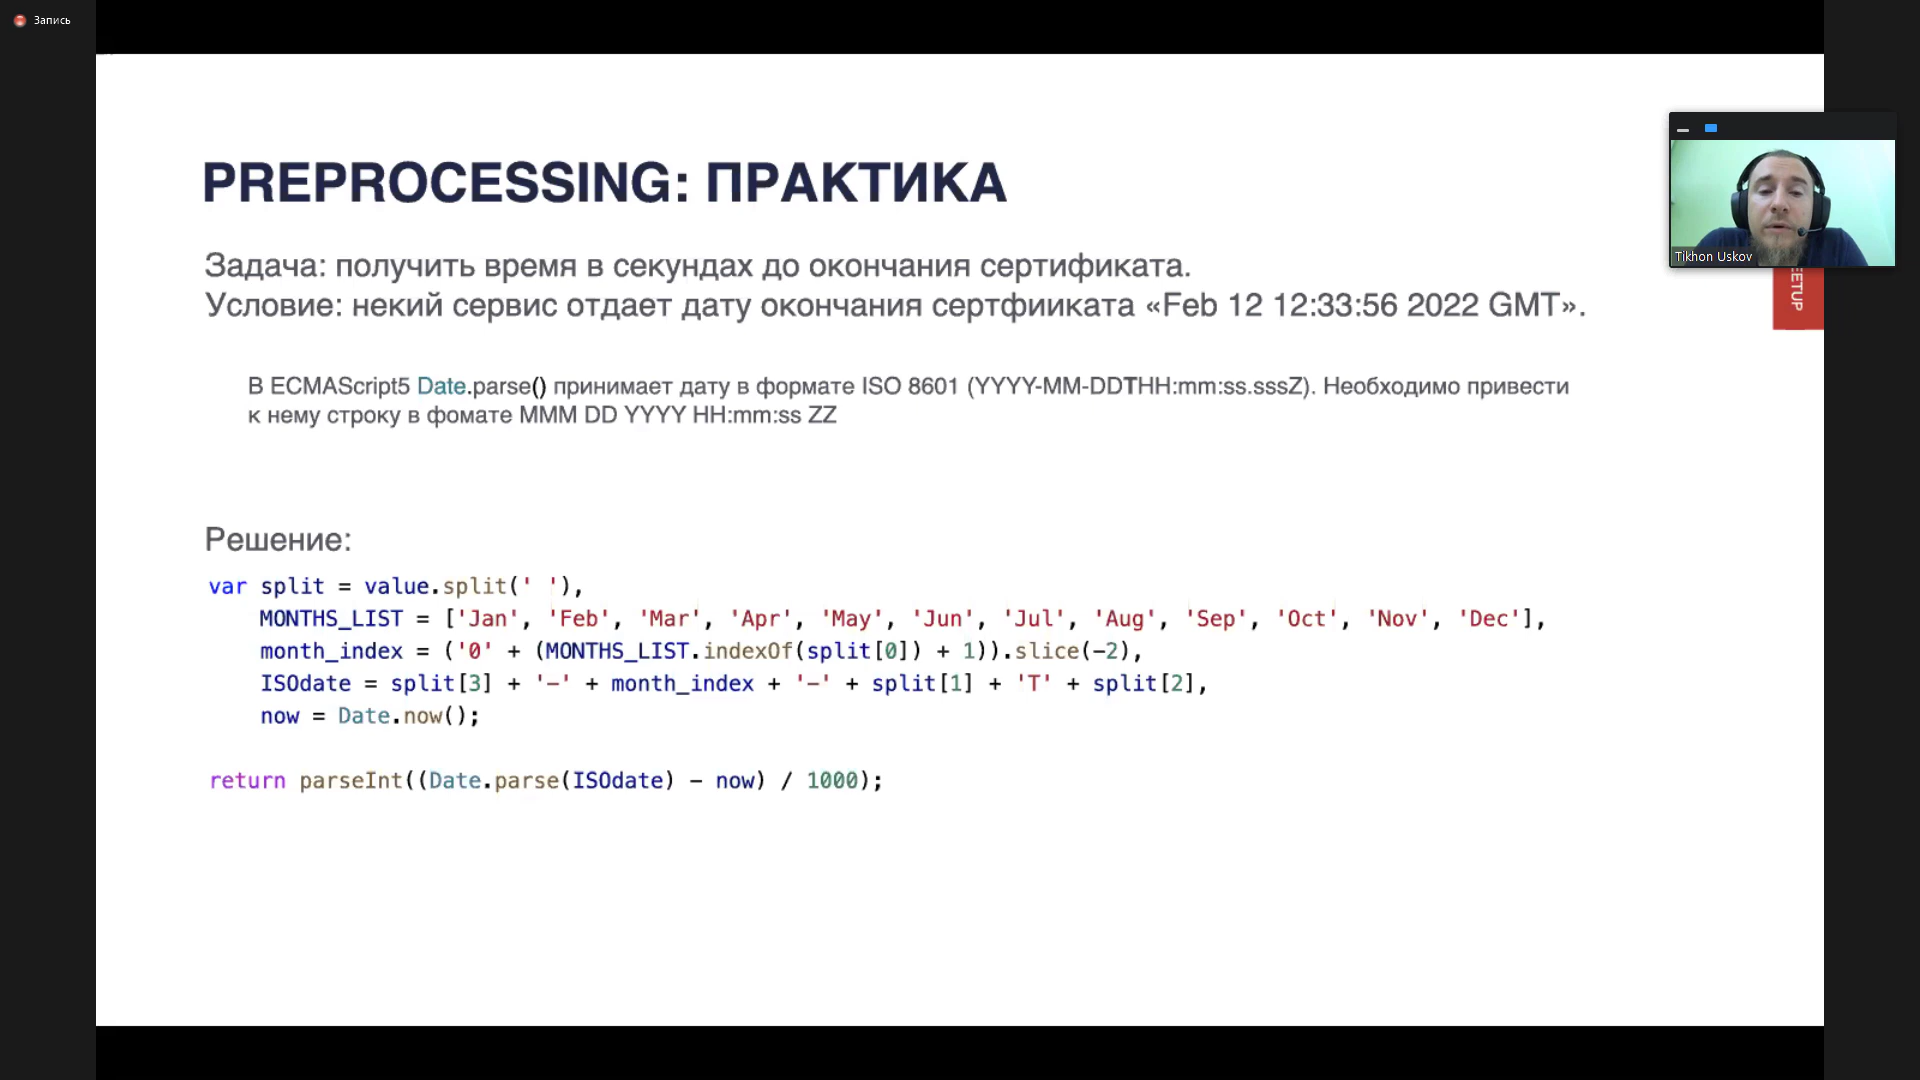 Запись
PREPROCESSING: ПРАКТИКА
Задача: получить время в секундах до окончания сертификата.
Условие: некий сервис отдает дату окончания сертфииката «Feb 12 12:33:56 2022 GMT».
Tikhon Uskov
В ECMAScript5 Date.parse() принимает дату в формате ISO 8601 (YYYY-MM-DDTHH:mm:ss.sssZ). Необходимо привести
к нему строку в фомате MMM DD YYYY HH:mm:ss ZZ
Решение:
var split = value.split(' '),
MONTHS_LIST = ['Jan', 'Feb', 'Mar', 'Apr', 'May', 'Jun', 'Jul', 'Aug', 'Sep', 'Oct', 'Nov', 'Dec'],
month_index = ('0' + (MONTHS_LIST.indexOf(split[0]) + 1)).slice(-2),
ISOdate = split[3] + '-' + month_index + '-' + split[1] + 'T' + split[2],
now = Date.now();
return parseInt((Date.parse(ISOdate) - now) / 1000);